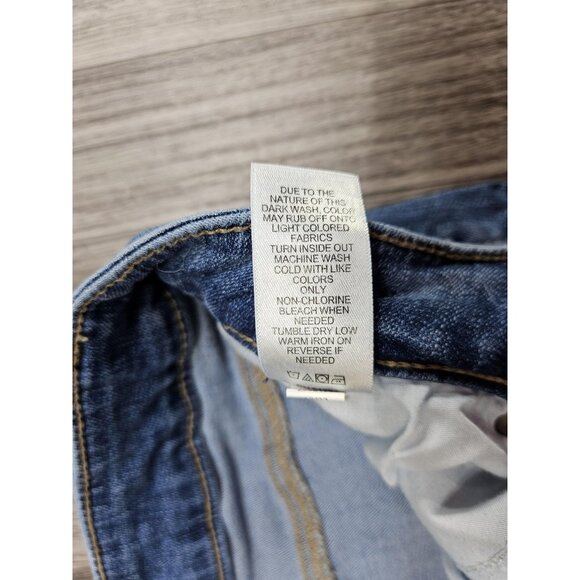 DUE TO THE
NATURE OF THIS
DARK WASH, COLOR
MAY RUB OFF ONTO
LIGHT COLORED
FABRICS
TURN INSIDE OUT
MACHINE WASH
COLD WITH LIKE
COLORS
ONLY
NON-CHLORINE
BLEACH WHEN
NEEDED
TUMBLE DRY LOW
WARM IRON ON
REVERSE IF
NEEDED